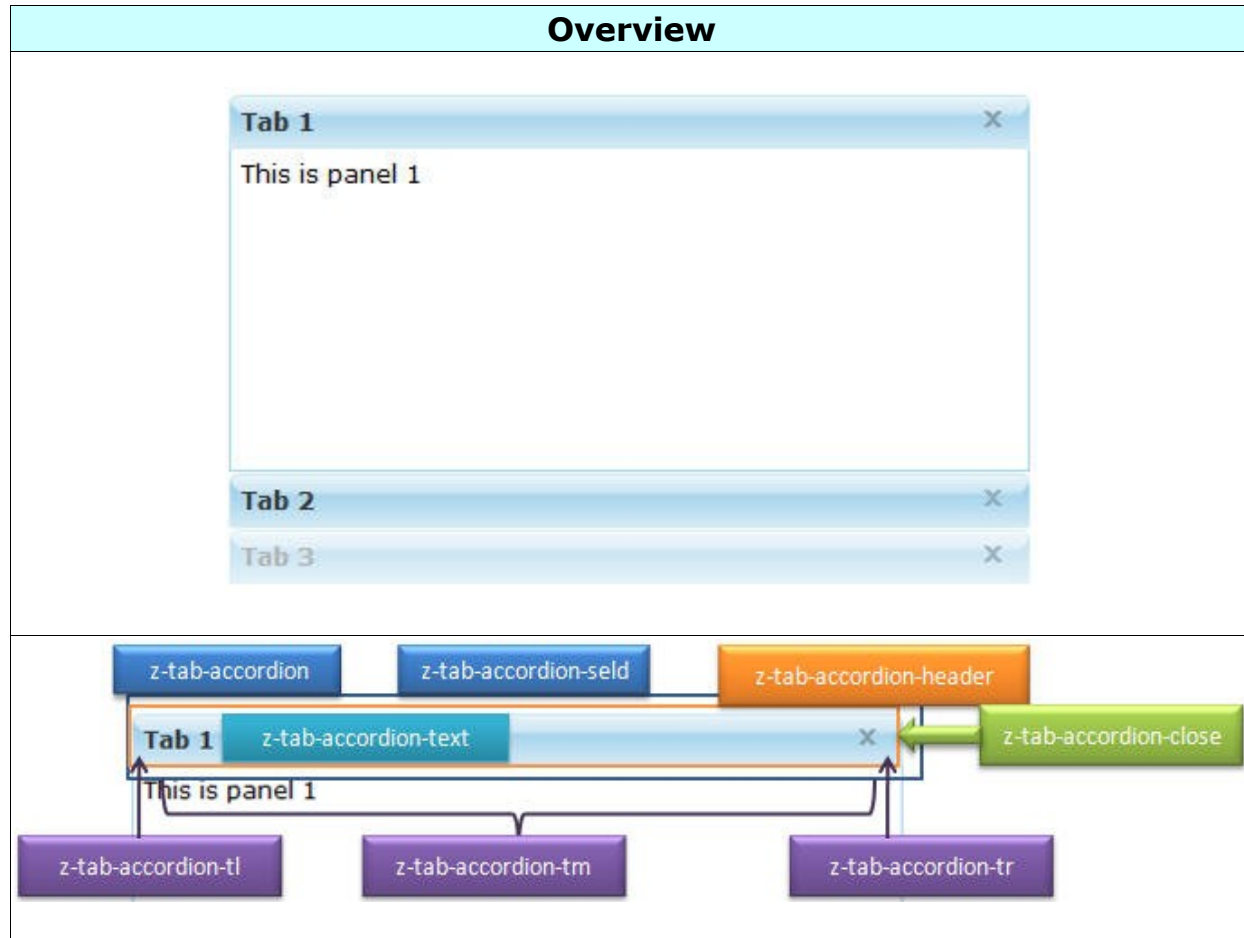 Overview
Tab 1 x
This is panel 1
Tab 2 x
Tab 3 x
z-tab-accordion z-tab-accordion-seld z-tab-accordion-header
Tab 1 z-tab-accordion-text x z-tab-accordion-close
This is panel 1
z-tab-accordion-tl z-tab-accordion-tm z-tab-accordion-tr